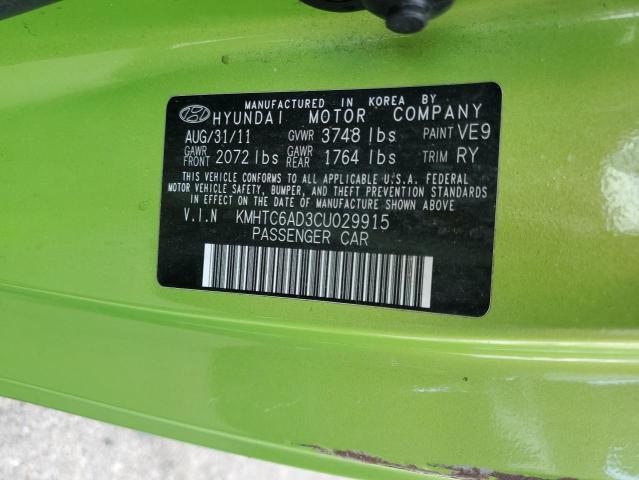 MANUFACTURED IN KOREA BY
HYUNDAI MOTOR COMPANY
AUG/31/11 GVWR 3748 lbs PAINT VE9
GAWR FRONT 2072 lbs GAWR REAR 1764 lbs TRIM RY
THIS VEHICLE CONFORMS TO ALL APPLICABLE U.S.A. FEDERAL
MOTOR VEHICLE SAFETY, BUMPER, AND THEFT PREVENTION STANDARDS
IN EFFECT ON THE DATE OF MANUFACTURE SHOWN ABOVE
V.I.N KMHTC6AD3CU029915
PASSENGER CAR